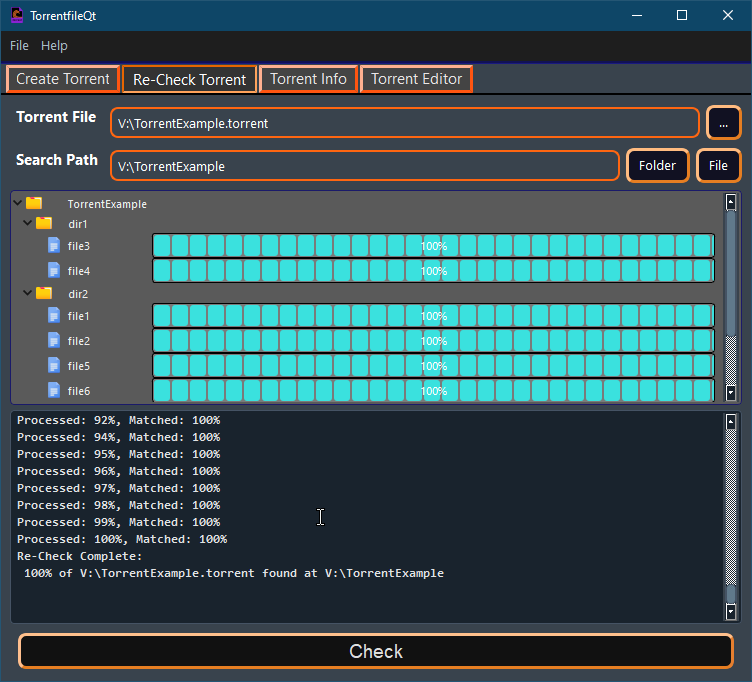 TorrentfileQt
File Help
Create Torrent Re-Check Torrent Torrent Info Torrent Editor
Torrent File V:\TorrentExample.torrent ...
Search Path V:\TorrentExample Folder File
TorrentExample
dir1
file3 100%
file4 100%
dir2
file1 100%
file2 100%
file5 100%
file6 100%
Processed: 92%, Matched: 100%
Processed: 94%, Matched: 100%
Processed: 95%, Matched: 100%
Processed: 96%, Matched: 100%
Processed: 97%, Matched: 100%
Processed: 98%, Matched: 100%
Processed: 99%, Matched: 100%
Processed: 100%, Matched: 100%
Re-Check Complete:
100% of V:\TorrentExample.torrent found at V:\TorrentExample
Check